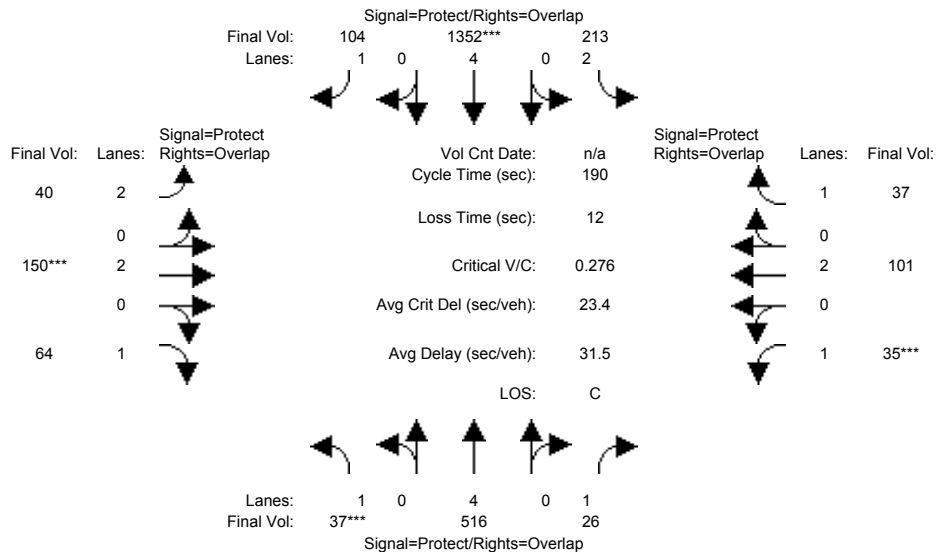 Signal=Protect/Rights=Overlap
Final Vol: 104 1352*** 213
Lanes: 1 0 4 0 2
Signal=Protect Signal=Protect
Final Vol: Lanes: Rights=Overlap Vol Cnt Date: n/a Rights=Overlap Lanes: Final Vol:
Cycle Time (sec): 190
40 2 1 37
Loss Time (sec): 12
0 0
150*** 2 Critical V/C: 0.276 2 101
0 Avg Crit Del (sec/veh): 23.4 0
64 1 Avg Delay (sec/veh): 31.5 1 35***
LOS: C
Lanes: 1 0 4 0 1
Final Vol: 37*** 516 26
Signal=Protect/Rights=Overlap